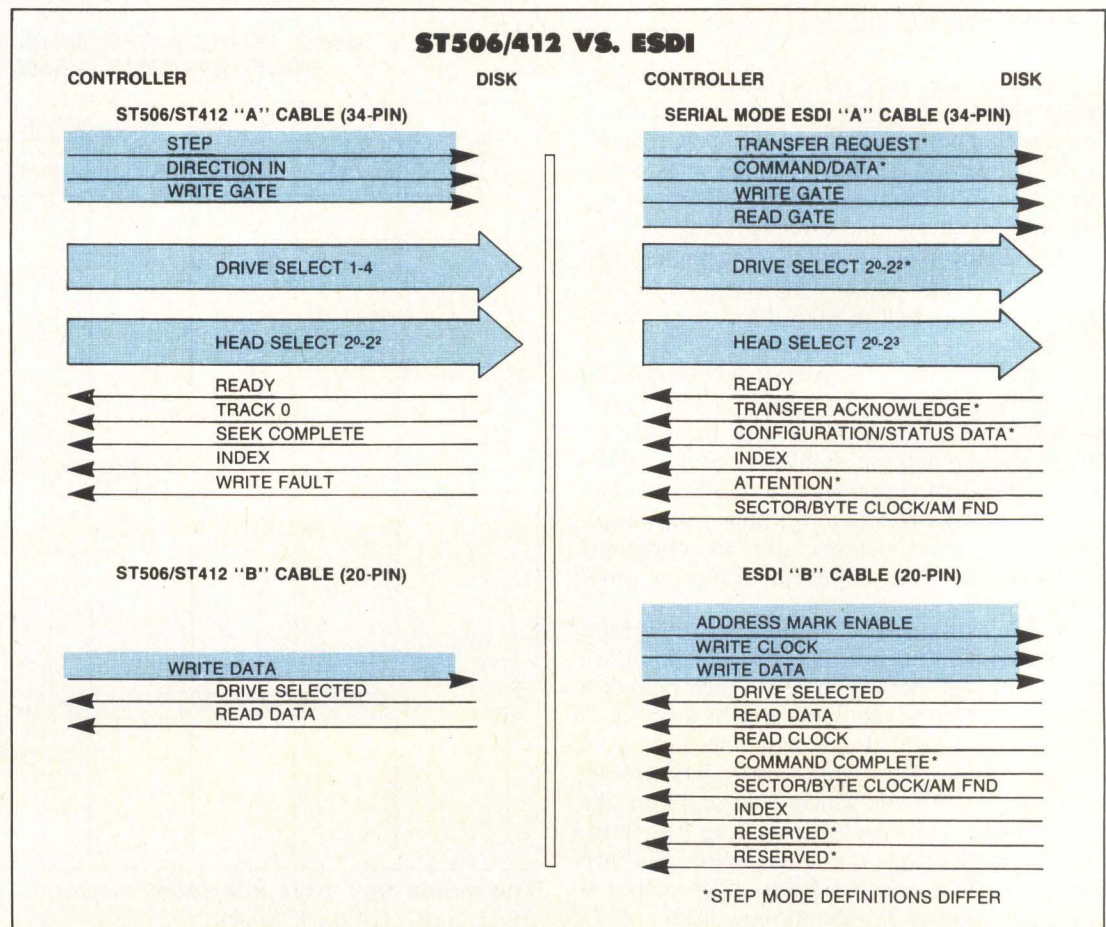 ST506/412 VS. ESDI
CONTROLLER DISK
ST506/ST412 "A" CABLE (34-PIN)
STEP
DIRECTION IN
WRITE GATE
DRIVE SELECT 1-4
HEAD SELECT 2⁰-2²
READY
TRACK 0
SEEK COMPLETE
INDEX
WRITE FAULT
ST506/ST412 "B" CABLE (20-PIN)
WRITE DATA
DRIVE SELECTED
READ DATA
CONTROLLER DISK
SERIAL MODE ESDI "A" CABLE (34-PIN)
TRANSFER REQUEST*
COMMAND/DATA*
WRITE GATE
READ GATE
DRIVE SELECT 2⁰-2²*
HEAD SELECT 2⁰-2³
READY
TRANSFER ACKNOWLEDGE*
CONFIGURATION/STATUS DATA*
INDEX
ATTENTION*
SECTOR/BYTE CLOCK/AM FND
ESDI "B" CABLE (20-PIN)
ADDRESS MARK ENABLE
WRITE CLOCK
WRITE DATA
DRIVE SELECTED
READ DATA
READ CLOCK
COMMAND COMPLETE*
SECTOR/BYTE CLOCK/AM FND
INDEX
RESERVED*
RESERVED*
*STEP MODE DEFINITIONS DIFFER